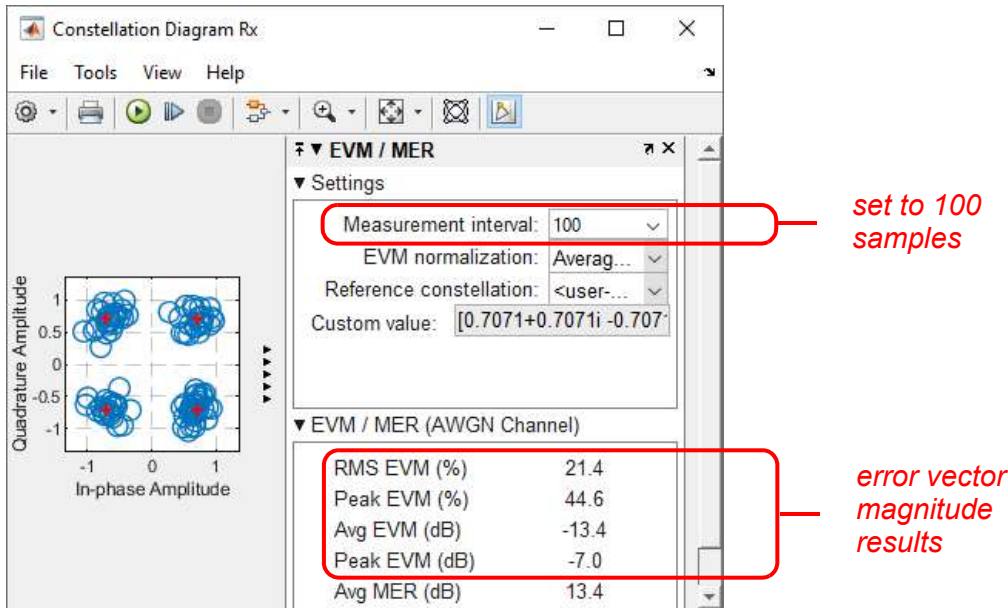 Constellation Diagram Rx
File Tools View Help
EVM / MER
Settings
Measurement interval: 100
EVM normalization: Averag...
Reference constellation: <user-...
Custom value: [0.7071+0.7071i -0.707
set to 100
samples
Quadrature Amplitude
1
0.5
0
-0.5
-1
-1 0 1
In-phase Amplitude
EVM / MER (AWGN Channel)
RMS EVM (%) 21.4
Peak EVM (%) 44.6
Avg EVM (dB) -13.4
Peak EVM (dB) -7.0
Avg MER (dB) 13.4
error vector
magnitude
results